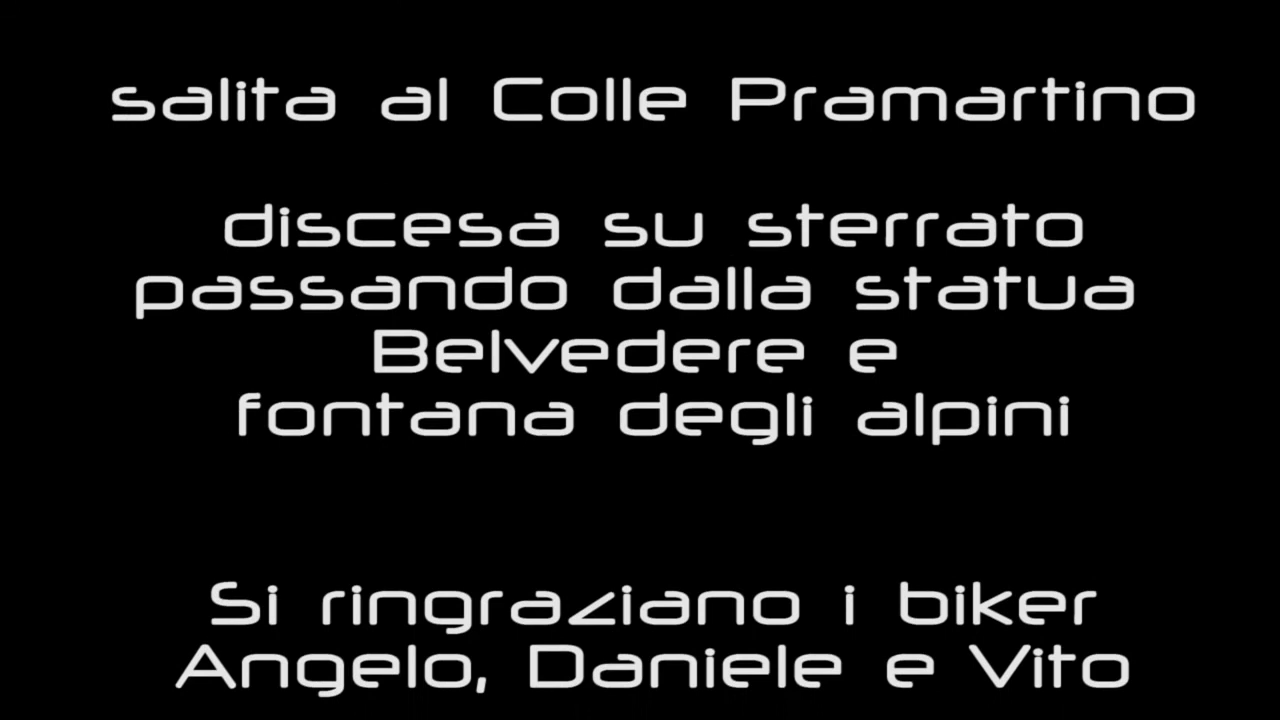 salita al Colle Pramartino
discesa su sterrato
passando dalla statua
Belvedere e
fontana degli alpini
Si ringraziano i biker
Angelo, Daniele e Vito